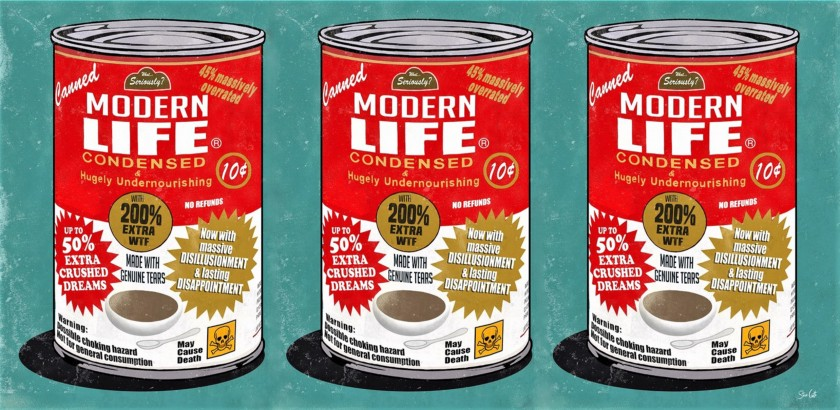 Canned
Wait..
Seriously?
45% massively
overrated
MODERN
LIFE®
CONDENSED
&
Hugely Undernourishing
10¢
NO REFUNDS
WITH
200%
EXTRA
WTF
UP TO
50%
EXTRA
CRUSHED
DREAMS
MADE WITH
GENUINE TEARS
Now with
massive
DISILLUSIONMENT
& lasting
DISAPPOINTMENT
Warning:
possible choking hazard
Not for general consumption
May
Cause
Death
Canned
Wait..
Seriously?
45% massively
overrated
MODERN
LIFE®
CONDENSED
&
Hugely Undernourishing
10¢
NO REFUNDS
WITH
200%
EXTRA
WTF
UP TO
50%
EXTRA
CRUSHED
DREAMS
MADE WITH
GENUINE TEARS
Now with
massive
DISILLUSIONMENT
& lasting
DISAPPOINTMENT
Warning:
possible choking hazard
Not for general consumption
May
Cause
Death
Canned
Wait..
Seriously?
45% massively
overrated
MODERN
LIFE®
CONDENSED
&
Hugely Undernourishing
10¢
NO REFUNDS
WITH
200%
EXTRA
WTF
UP TO
50%
EXTRA
CRUSHED
DREAMS
MADE WITH
GENUINE TEARS
Now with
massive
DISILLUSIONMENT
& lasting
DISAPPOINTMENT
Warning:
possible choking hazard
Not for general consumption
May
Cause
Death